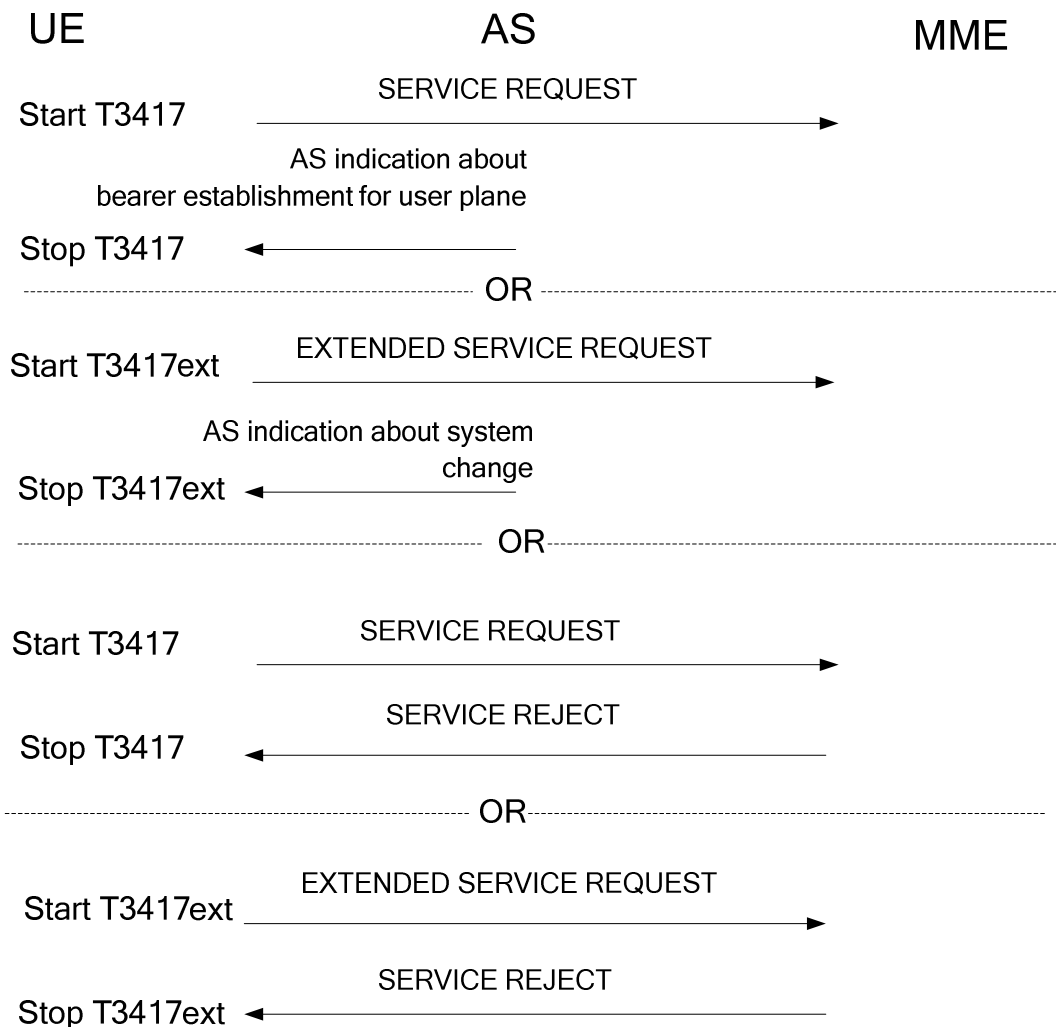 UE AS MME
SERVICE REQUEST
Start T3417
AS indication about
bearer establishment for user plane
Stop T3417
OR
EXTENDED SERVICE REQUEST
Start T3417ext
AS indication about system
change
Stop T3417ext
OR
SERVICE REQUEST
Start T3417
SERVICE REJECT
Stop T3417
OR
EXTENDED SERVICE REQUEST
Start T3417ext
SERVICE REJECT
Stop T3417ext